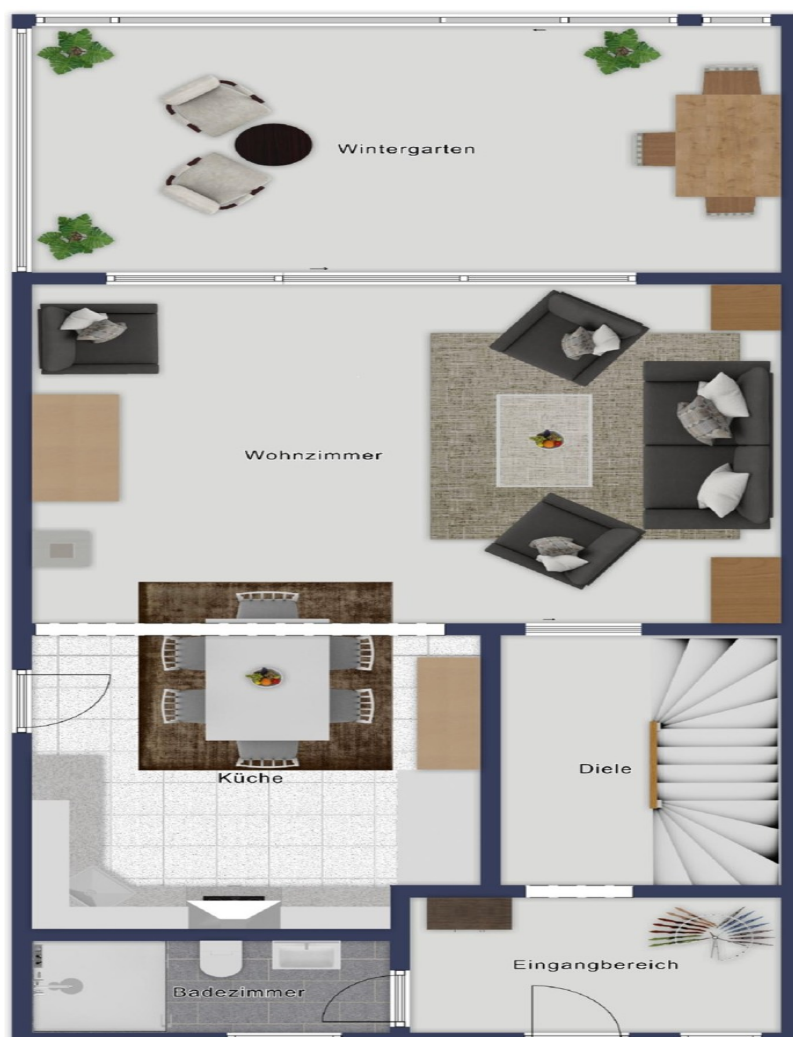 Wintergarten
Wohnzimmer
Küche
Diele
Eingangbereich
Badezimmer